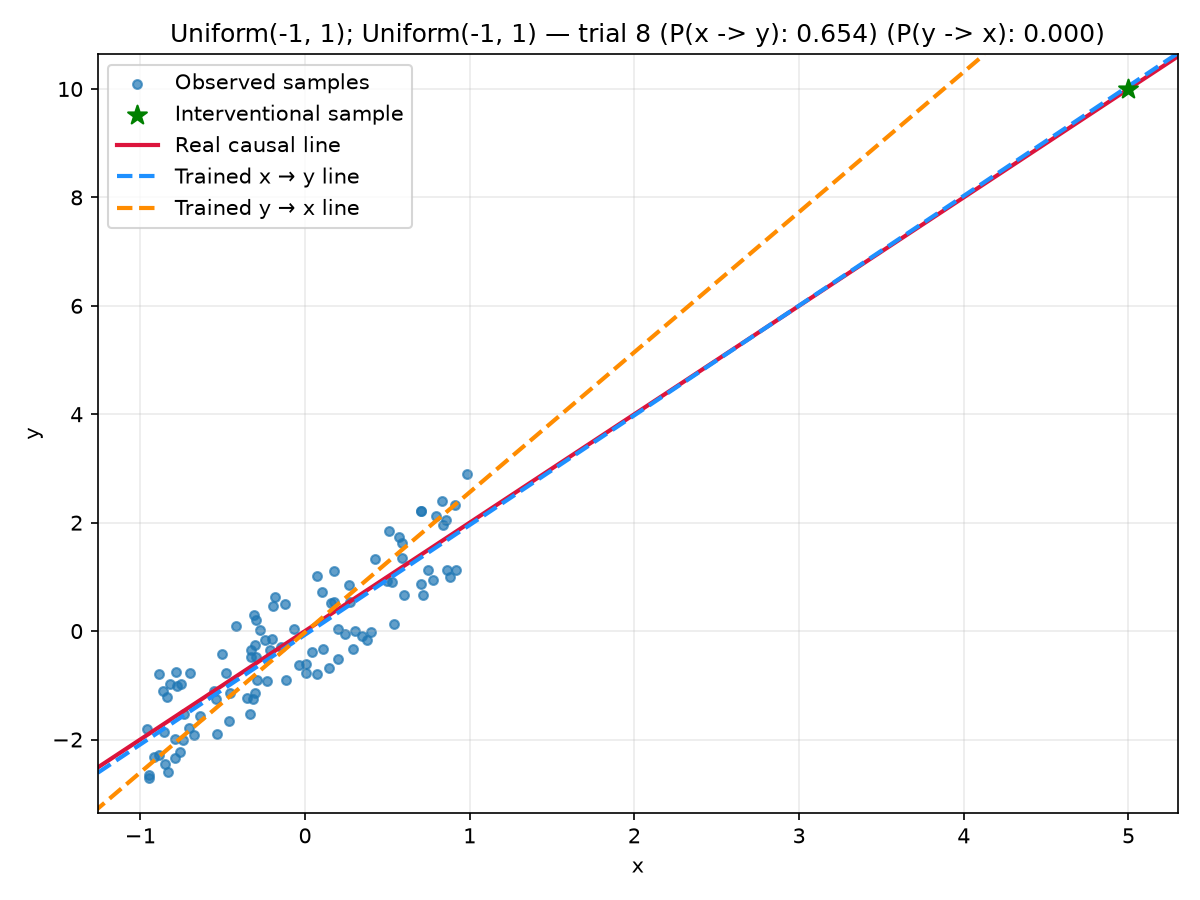 Uniform(-1, 1); Uniform(-1, 1) — trial 8 (P(x -> y): 0.654) (P(y -> x): 0.000)
Observed samples
Interventional sample
Real causal line
Trained x → y line
Trained y → x line
10
8
6
4
2
0
−2
y
−1
0
1
2
3
4
5
x